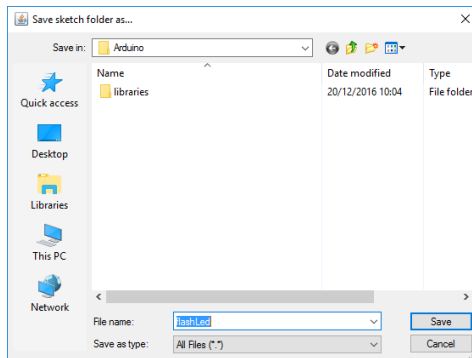 Save sketch folder as...
Save in: Arduino
Name Date modified Type
libraries 20/12/2016 10:04 File folder
Quick access
Desktop
Libraries
This PC
Network
File name: flashLed Save
Save as type: All Files (*.*) Cancel